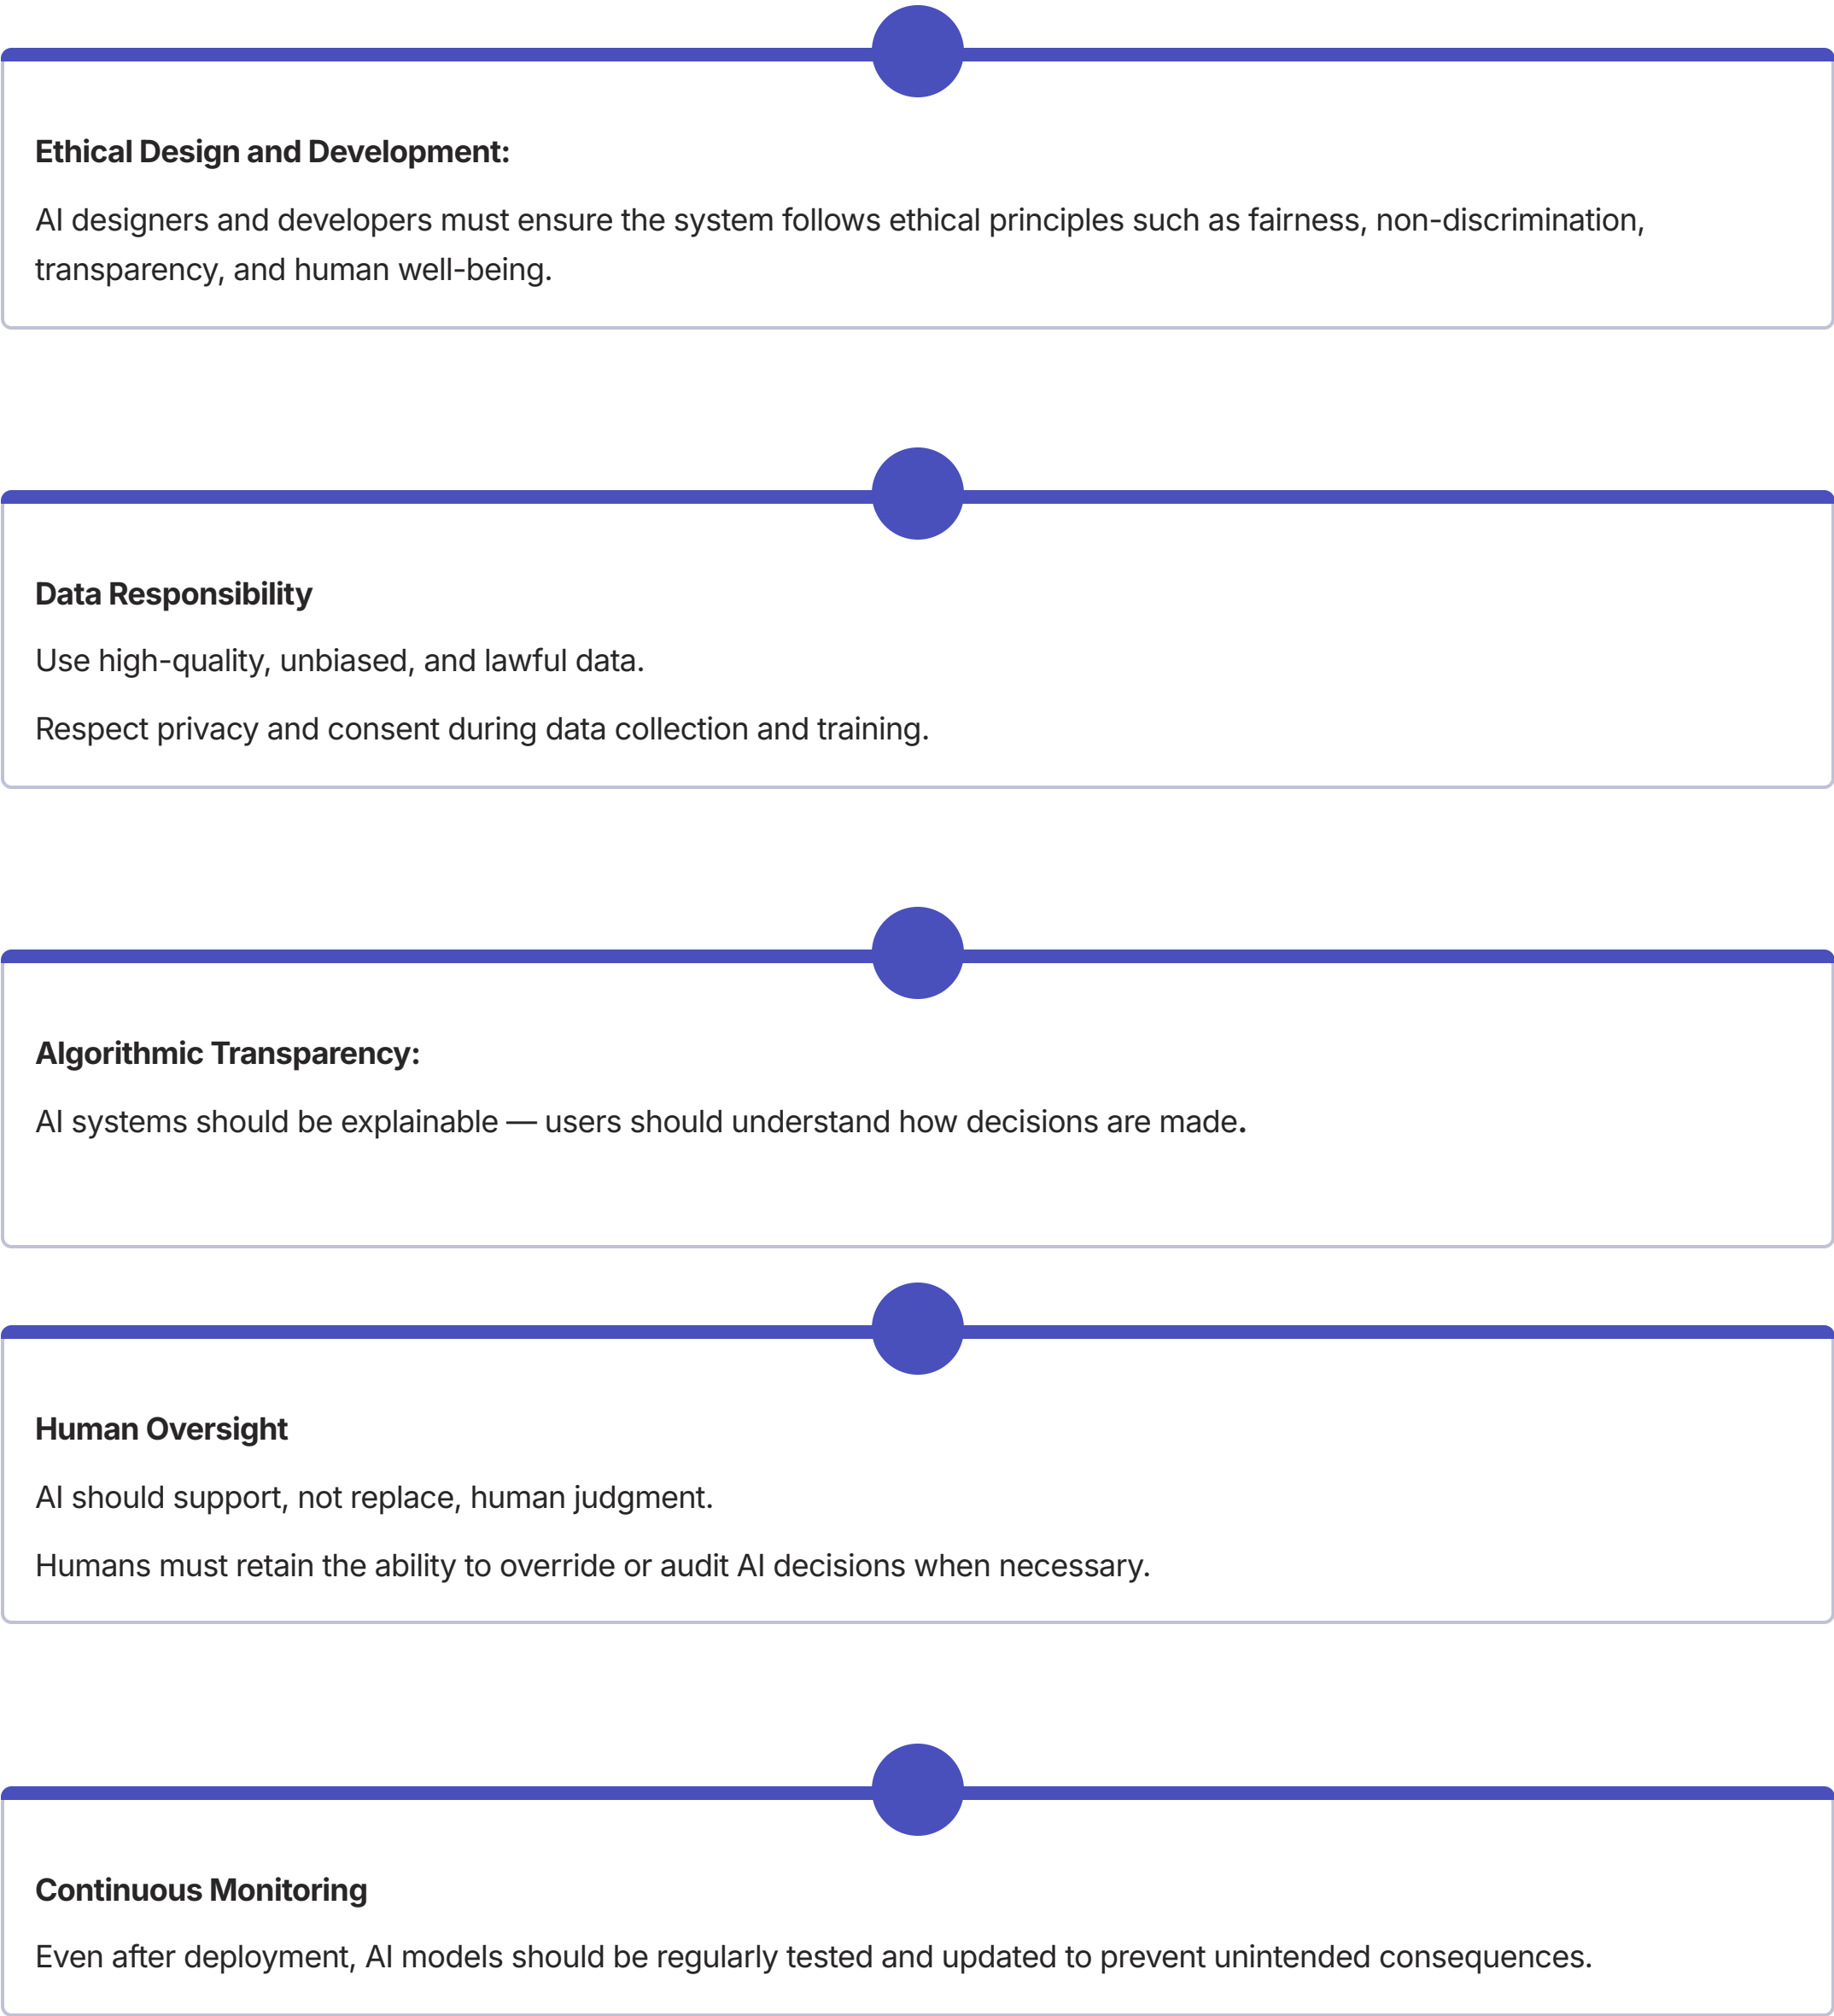 Ethical Design and Development:
AI designers and developers must ensure the system follows ethical principles such as fairness, non-discrimination,
transparency, and human well-being.
Data Responsibility
Use high-quality, unbiased, and lawful data.
Respect privacy and consent during data collection and training.
Algorithmic Transparency:
AI systems should be explainable — users should understand how decisions are made.
Human Oversight
AI should support, not replace, human judgment.
Humans must retain the ability to override or audit AI decisions when necessary.
Continuous Monitoring
Even after deployment, AI models should be regularly tested and updated to prevent unintended consequences.